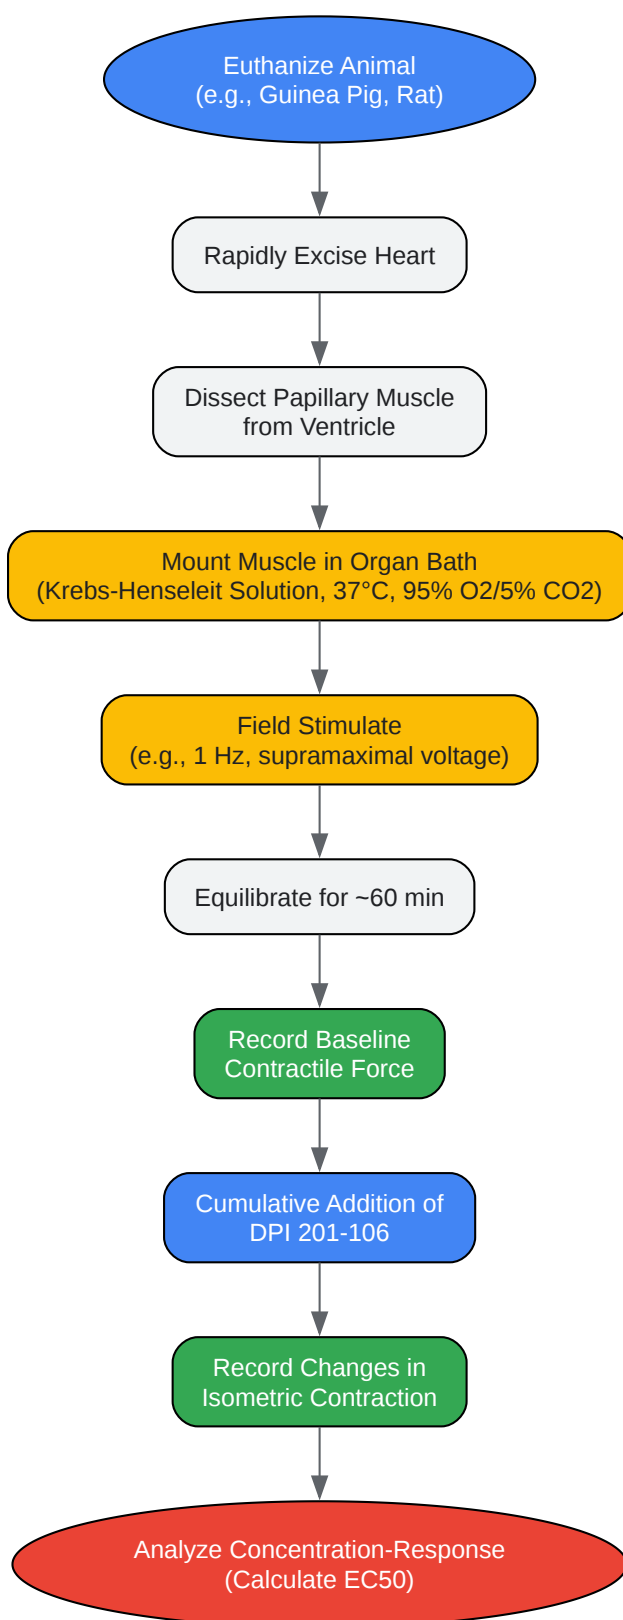 Euthanize Animal
(e.g., Guinea Pig, Rat)
Rapidly Excise Heart
Dissect Papillary Muscle
from Ventricle
Mount Muscle in Organ Bath
(Krebs-Henseleit Solution, 37°C, 95% O2/5% CO2)
Field Stimulate
(e.g., 1 Hz, supramaximal voltage)
Equilibrate for ~60 min
Record Baseline
Contractile Force
Cumulative Addition of
DPI 201-106
Record Changes in
Isometric Contraction
Analyze Concentration-Response
(Calculate EC50)